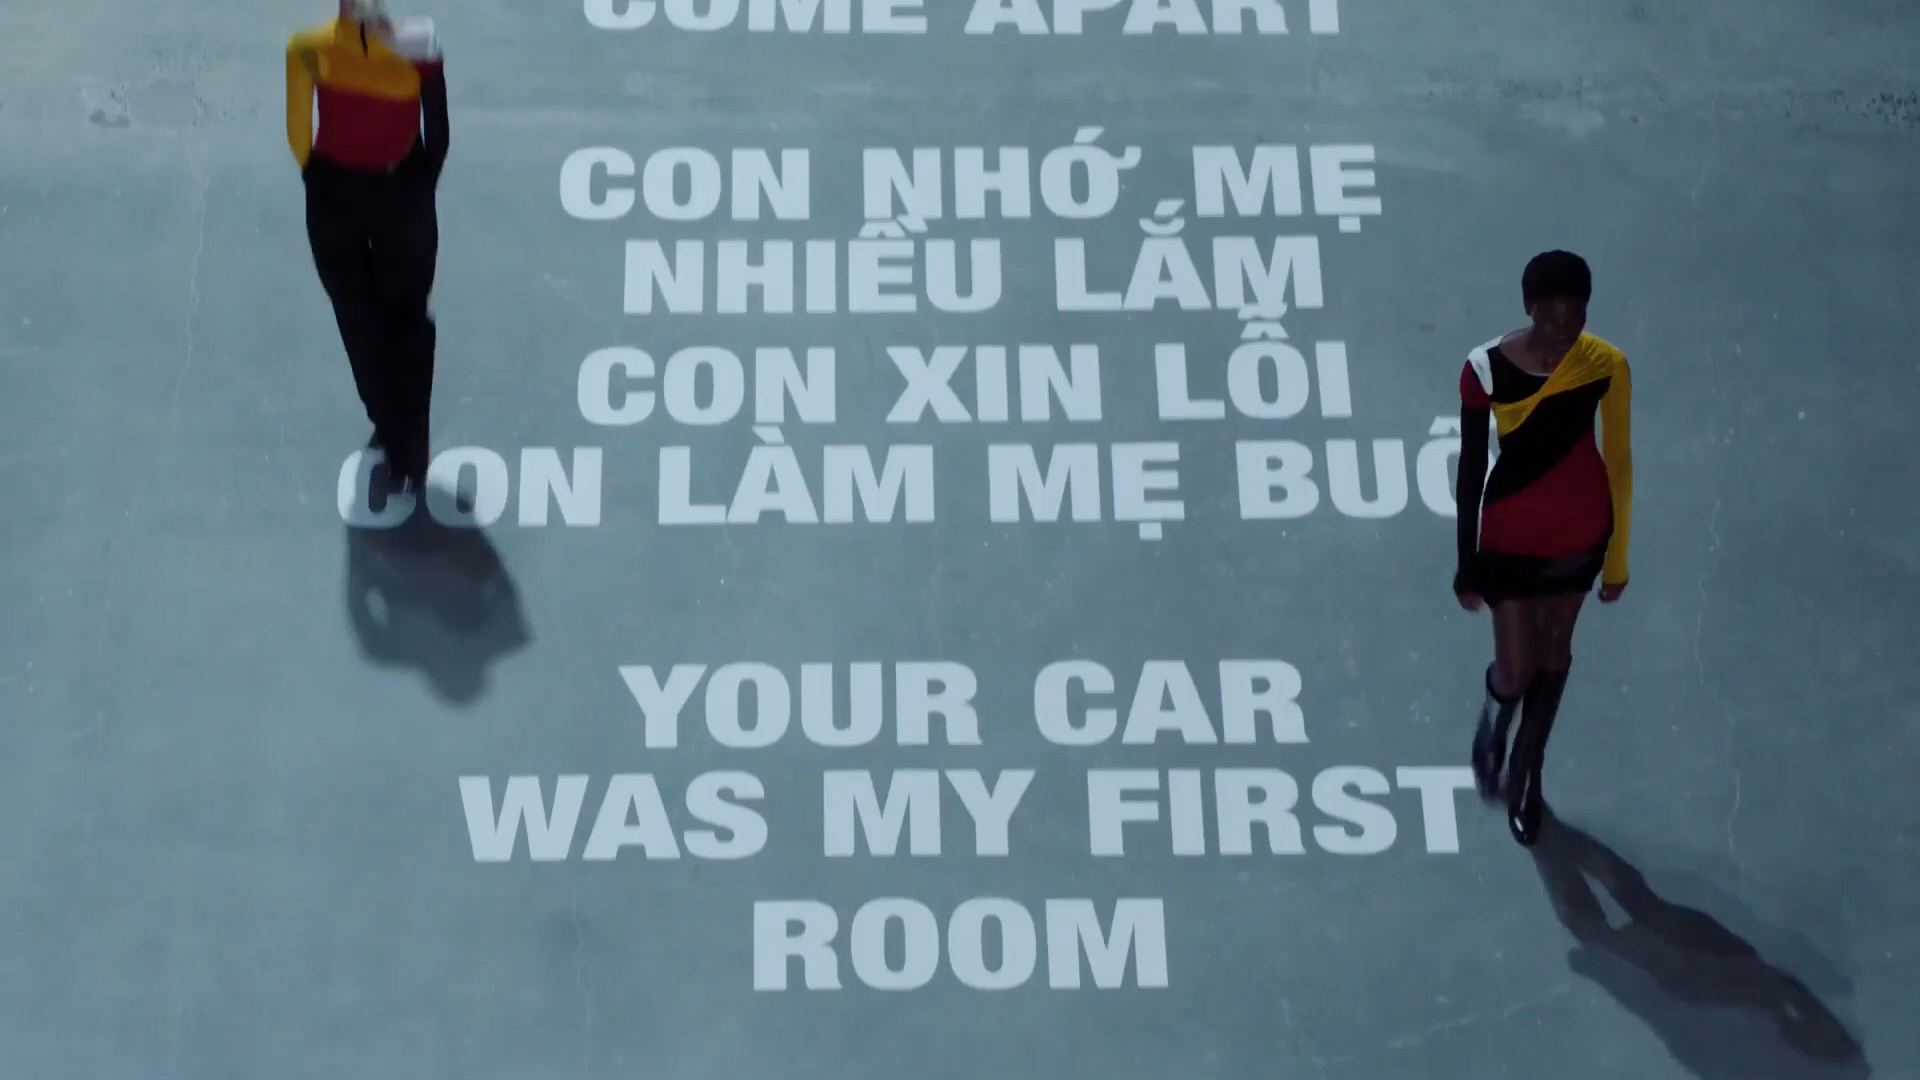 COME APART
CON NHỚ MẸ
NHIỀU LẮM
CON XIN LỖI
CON LÀM MẸ
YOUR CAR
WAS MY FIRST
ROOM